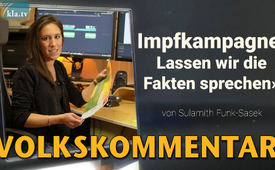 kla.tv
Impfkampagne
Lassen wir die
Fakten sprechen»
von Sulamith Funk-Sasek
VOLKSKOMMENTAR